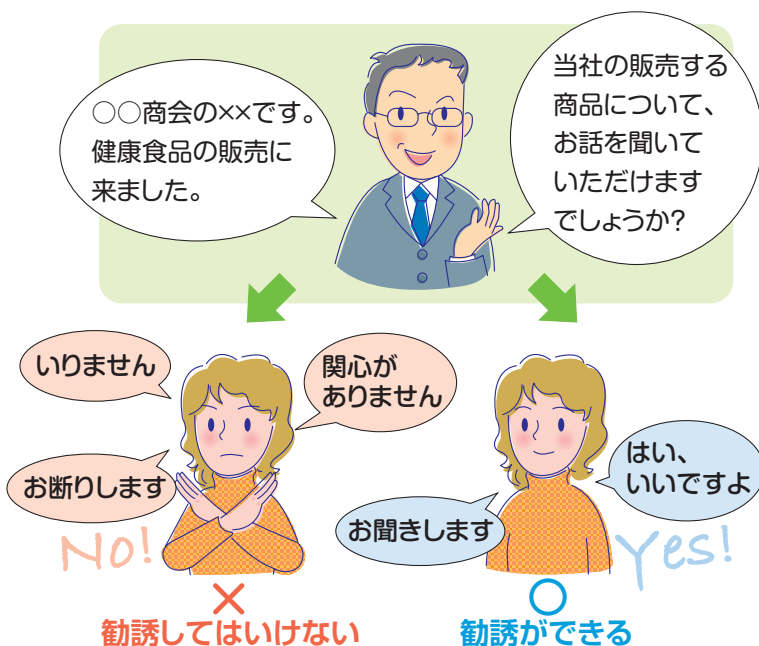 ○○商会の××です。
健康食品の販売に
来ました。
当社の販売する
商品について、
お話を聞いて
いただけます
でしょうか?
いりません
関心が
ありません
お断りします
No!
はい、
いいですよ
お聞きします
Yes!
×
勧誘してはいけない
○
勧誘ができる